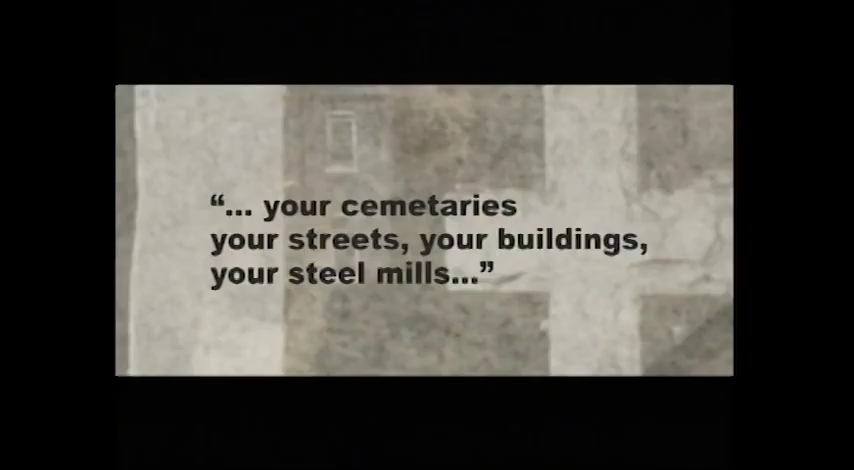 “... your cemetaries
your streets, your buildings,
your steel mills...”